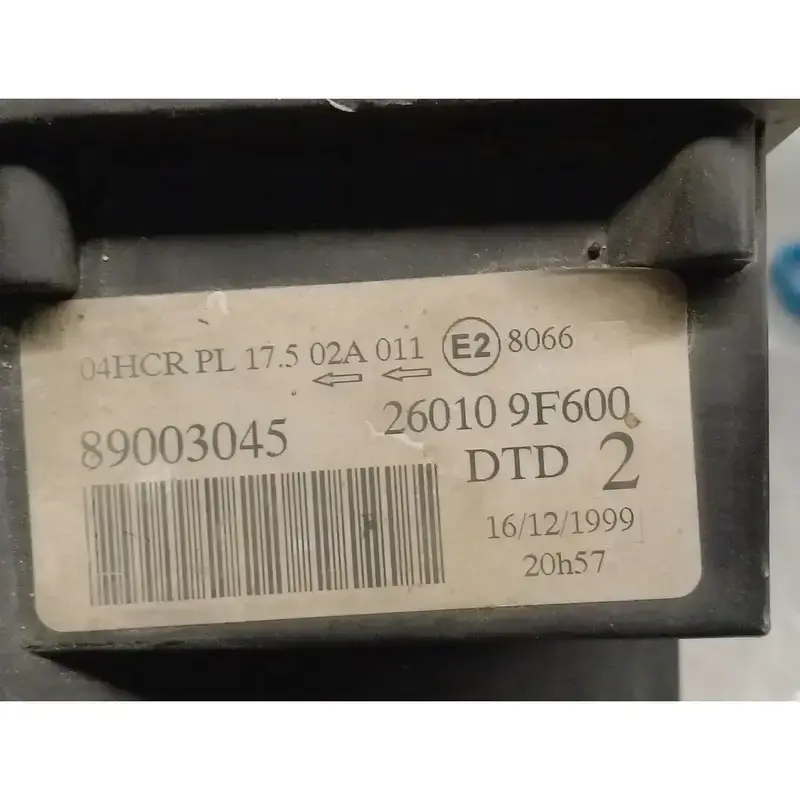 04HCR PL 17.5 02A 011 E2 8066
89003045 26010 9F600
DTD 2
16/12/1999
20h57